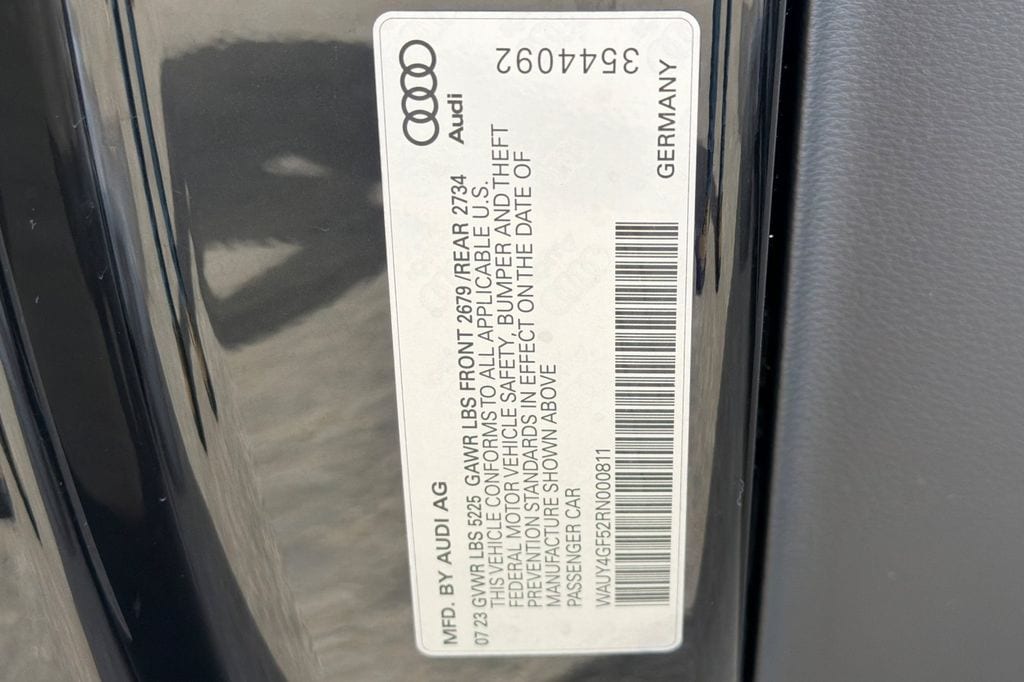 MFD. BY AUDI AG
Audi
07 23 GVWR LBS 5225 GAWR LBS FRONT 2679 /REAR 2734
THIS VEHICLE CONFORMS TO ALL APPLICABLE U.S.
FEDERAL MOTOR VEHICLE SAFETY, BUMPER AND THEFT
PREVENTION STANDARDS IN EFFECT ON THE DATE OF
MANUFACTURE SHOWN ABOVE
PASSENGER CAR
WAUY4GF52RN000811
GERMANY
3544092